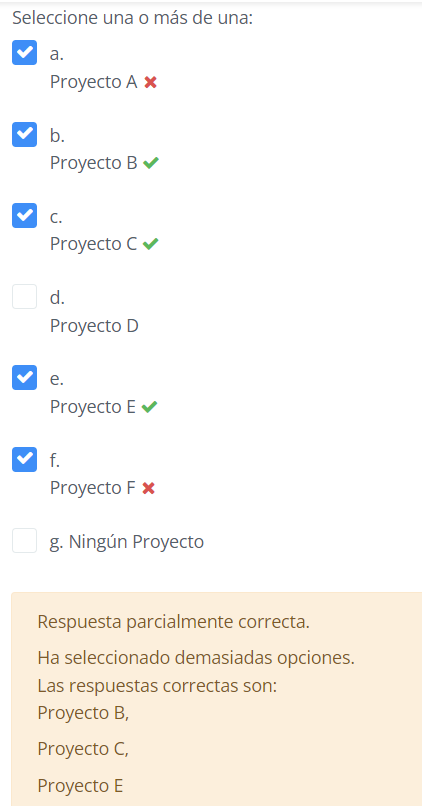 Seleccione una o más de una:
a.
Proyecto A
b.
Proyecto B
c.
Proyecto C
d.
Proyecto D
e.
Proyecto E
f.
Proyecto F
g. Ningún Proyecto
Respuesta parcialmente correcta.
Ha seleccionado demasiadas opciones.
Las respuestas correctas son:
Proyecto B,
Proyecto C,
Proyecto E